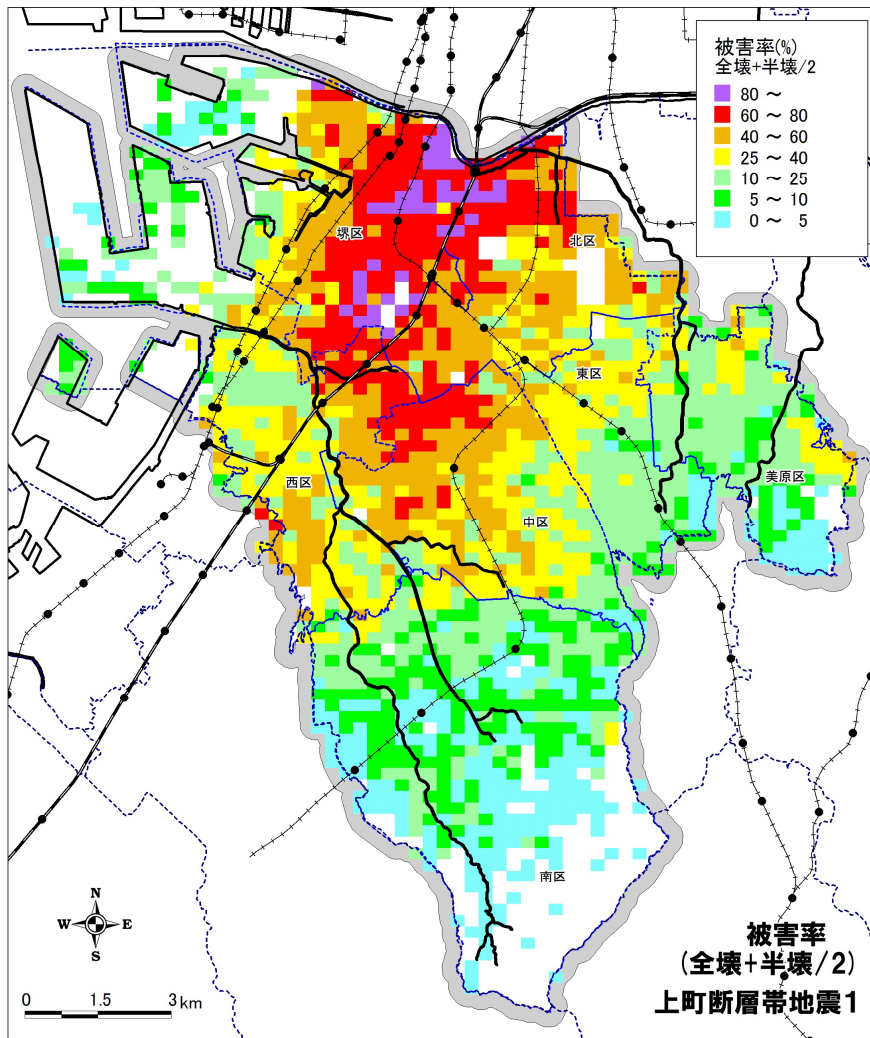 被害率(%)
全壊+半壊/2
80 ～
60 ～ 80
40 ～ 60
25 ～ 40
10 ～ 25
5 ～ 10
0 ～ 5
堺区
北区
東区
美原区
西区
中区
南区
N
W E
S
0 1.5 3 km
被害率
(全壊+半壊/2)
上町断層帯地震1